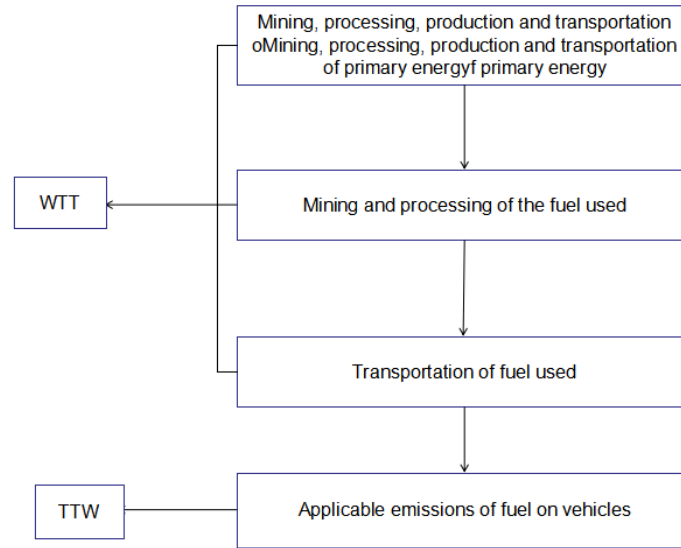 Mining, processing, production and transportation
oMining, processing, production and transportation
of primary energyf primary energy
WTT
Mining and processing of the fuel used
Transportation of fuel used
TTW
Applicable emissions of fuel on vehicles